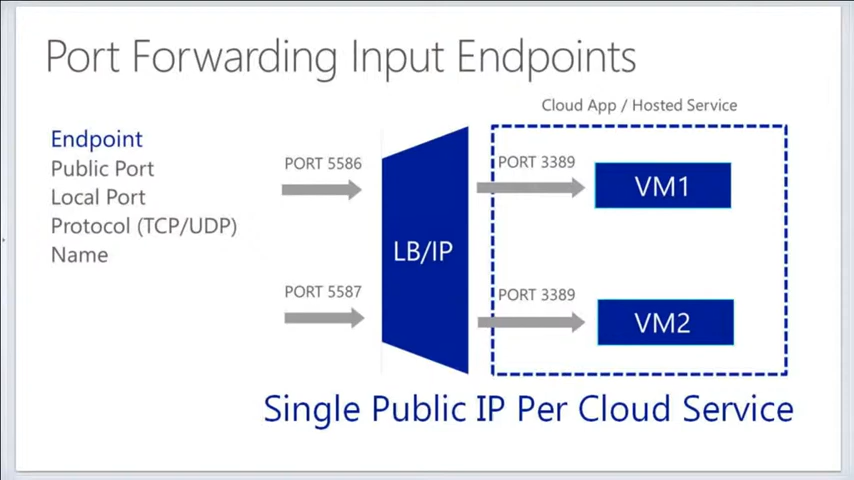 Port Forwarding Input Endpoints
Cloud App / Hosted Service
Endpoint
Public Port
Local Port
Protocol (TCP/UDP)
Name
PORT 5586
PORT 3389
VM1
LB/IP
PORT 5587
PORT 3389
VM2
Single Public IP Per Cloud Service